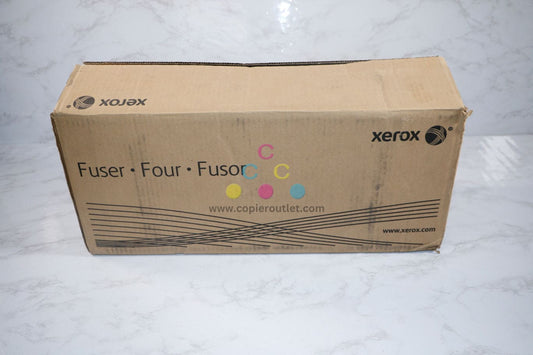 xerox
xerox
Fuser • Four • Fusor
C
C C
www.copieroutlet.com
www.xerox.com